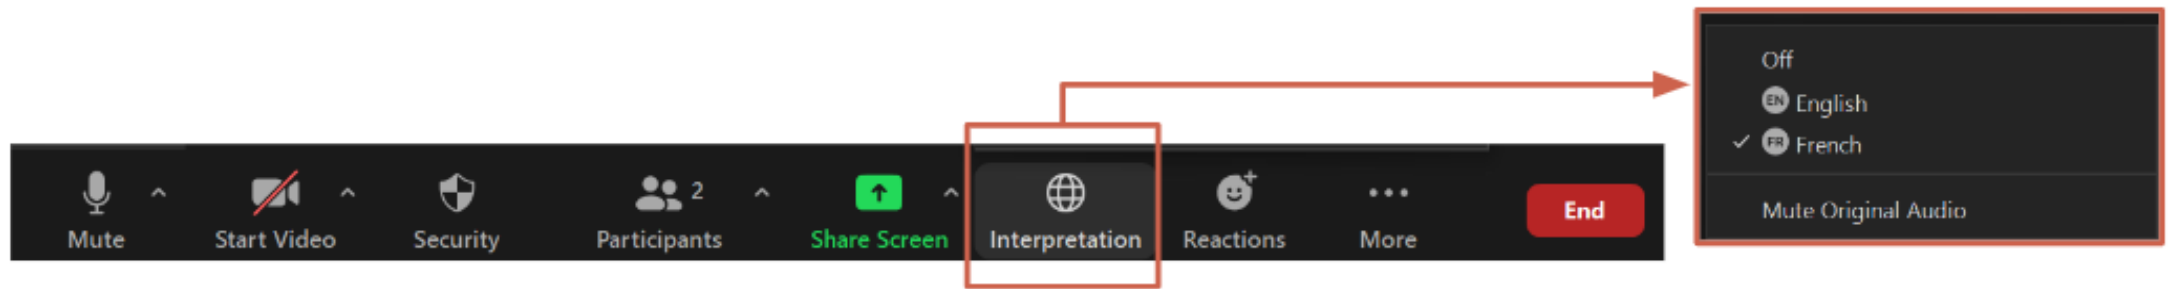 Mute
Start Video
Security
2
Participants
Share Screen
Interpretation
Reactions
More
End
Off
EN English
FR French
Mute Original Audio